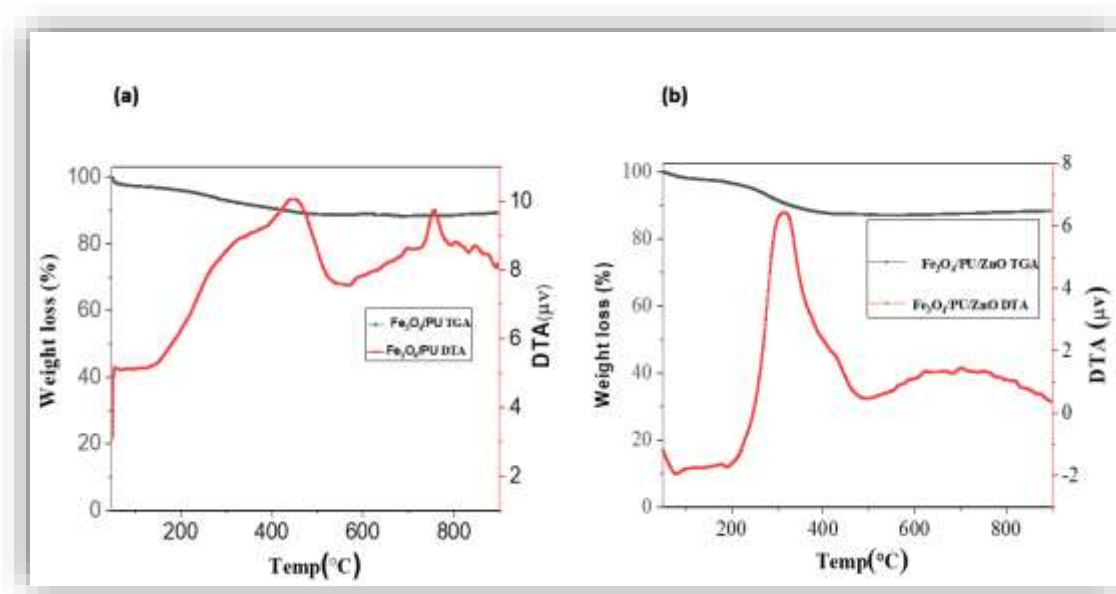 (a)
100
80
60
40
20
0
Weight loss (%)
200
400
600
800
Temp(°C)
10
8
6
4
2
DTA(μv)
Fe₃O₄/PU TGA
Fe₃O₄/PU DTA
(b)
100
80
60
40
20
0
Weight loss (%)
200
400
600
800
Temp(°C)
8
6
4
2
0
-2
DTA (μv)
Fe₃O₄/PU/ZnO TGA
Fe₃O₄/PU/ZnO DTA